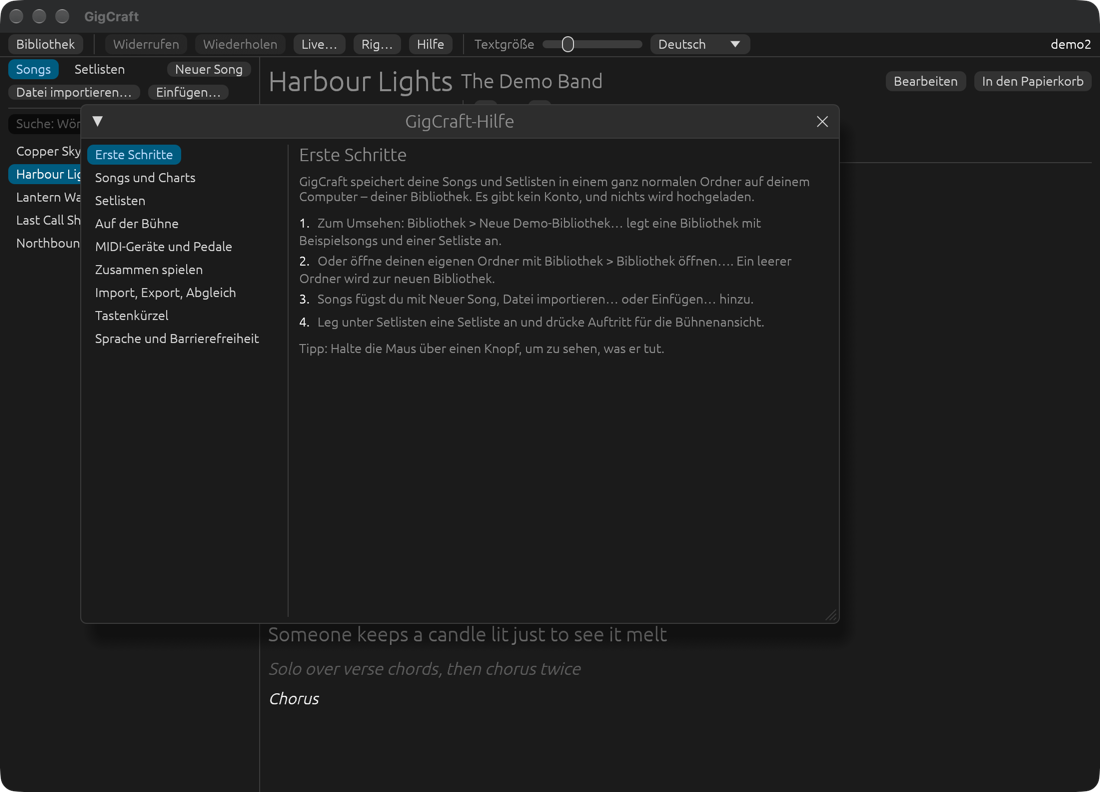 GigCraft
Bibliothek Widerrufen Wiederholen Live... Rig... Hilfe Textgröße Deutsch demo2
Songs Setlisten Neuer Song
Datei importieren... Einfügen...
Harbour Lights The Demo Band
Bearbeiten In den Papierkorb
Suche:
Copper Sky
Harbour
Lantern
Last Call
GigCraft-Hilfe
Erste Schritte
Songs und Charts
Setlisten
Auf der Bühne
MIDI-Geräte und Pedale
Zusammen spielen
Import, Export, Abgleich
Tastenkürzel
Sprache und Barrierefreiheit
Erste Schritte
GigCraft speichert deine Songs und Setlisten in einem ganz normalen Ordner auf deinem
Computer – deiner Bibliothek. Es gibt kein Konto, und nichts wird hochgeladen.
1. Zum Umsehen: Bibliothek > Neue Demo-Bibliothek... legt eine Bibliothek mit
Beispielsongs und einer Setliste an.
2. Oder öffne deinen eigenen Ordner mit Bibliothek > Bibliothek öffnen.... Ein leerer
Ordner wird zur neuen Bibliothek.
3. Songs fügst du mit Neuer Song, Datei importieren... oder Einfügen... hinzu.
4. Leg unter Setlisten eine Setliste an und drücke Auftritt für die Bühnenansicht.
Tipp: Halte die Maus über einen Knopf, um zu sehen, was er tut.
Someone keeps a candle lit just to see it melt
Solo over verse chords, then chorus twice
Chorus